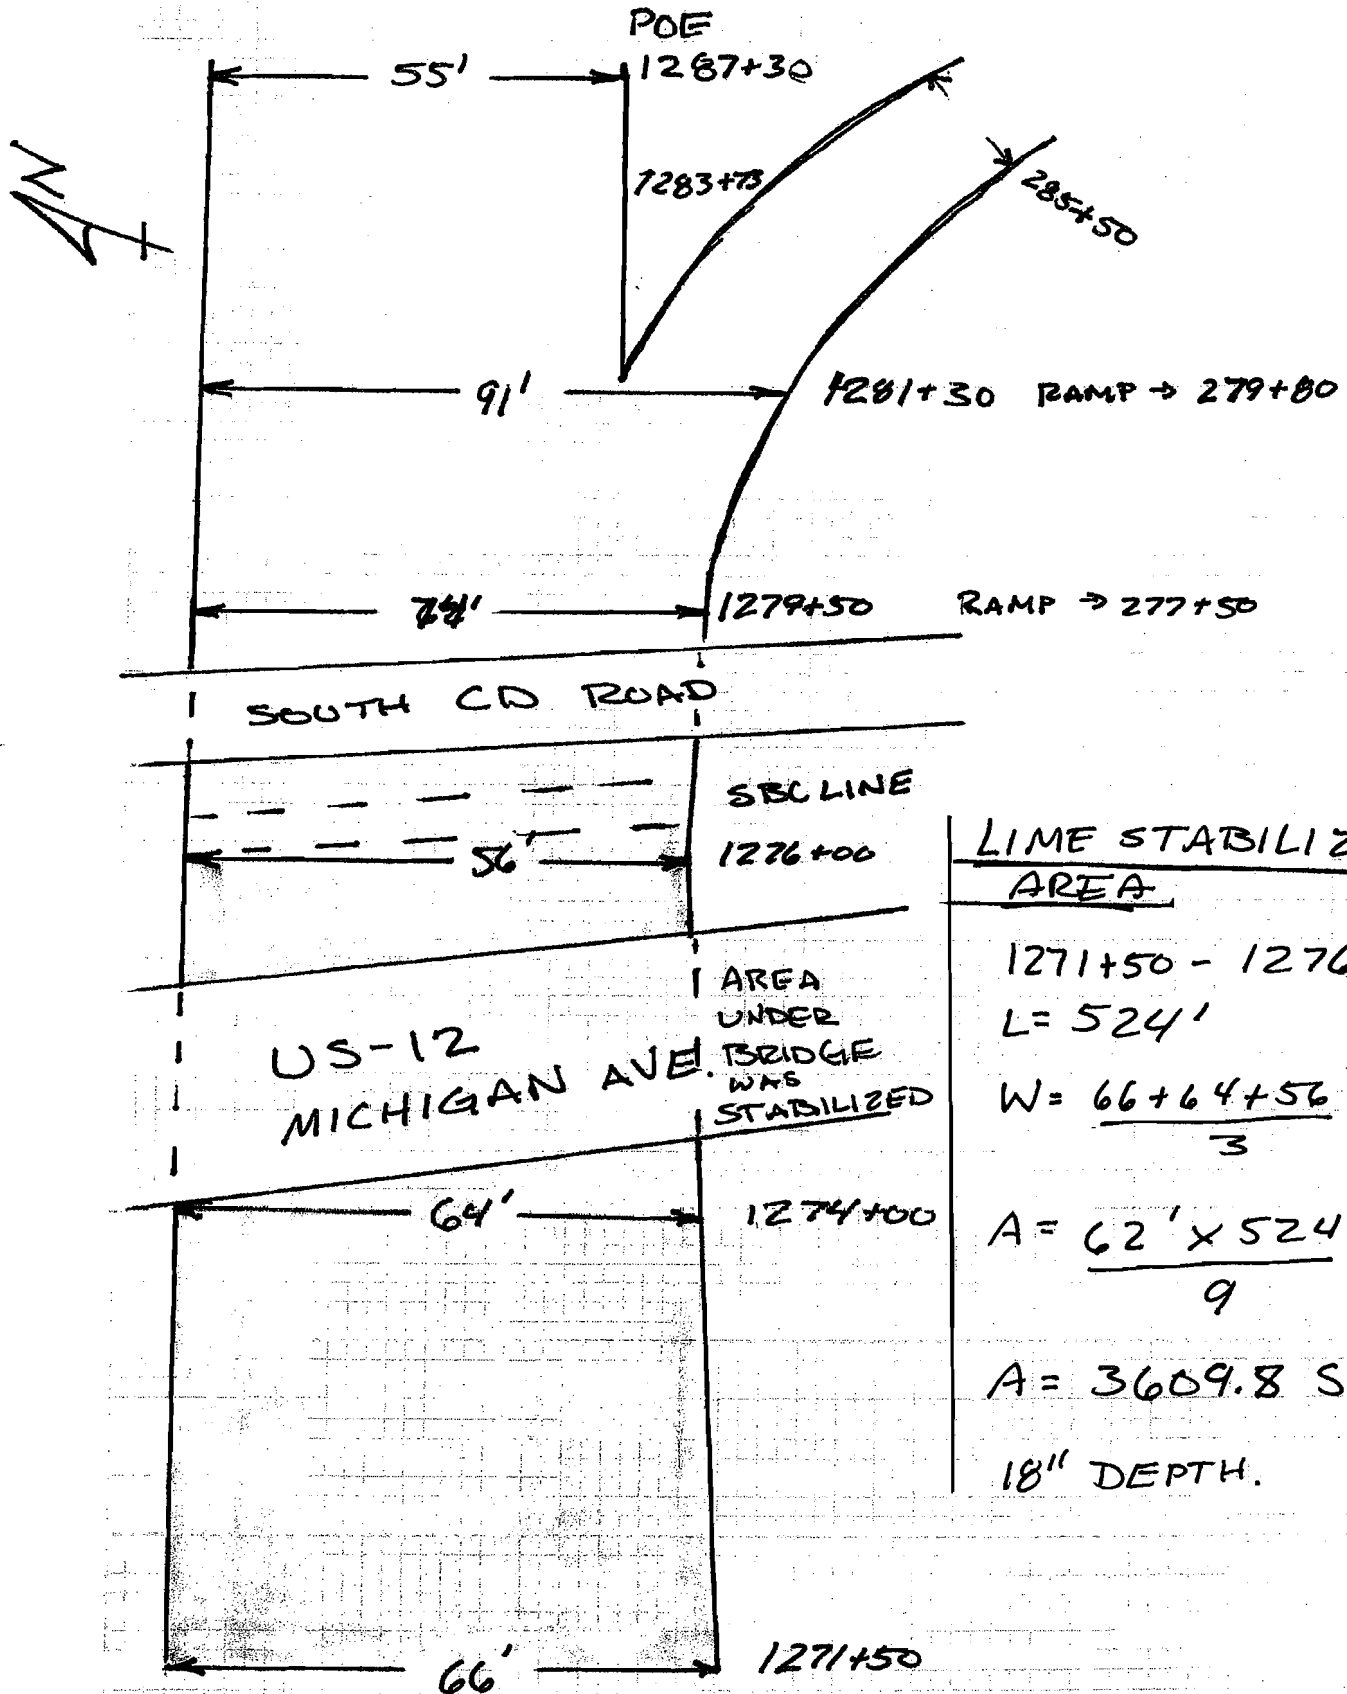 POE
55' 1287+30
N
1283+73
285+50
91' 1281+30 RAMP → 279+80
1279+50 RAMP → 277+50
SOUTH CD ROAD
SBC LINE
56' 1276+00
AREA
UNDER
BRIDGE
WAS
STABILIZED
US-12
MICHIGAN AVE.
64' 1274+00
66' 1271+50
LIME STABILIZ
AREA
1271+50 - 1276
L= 524'
W= 66+64+56
3
A= 62' x 524
9
A= 3609.8 S
18" DEPTH.